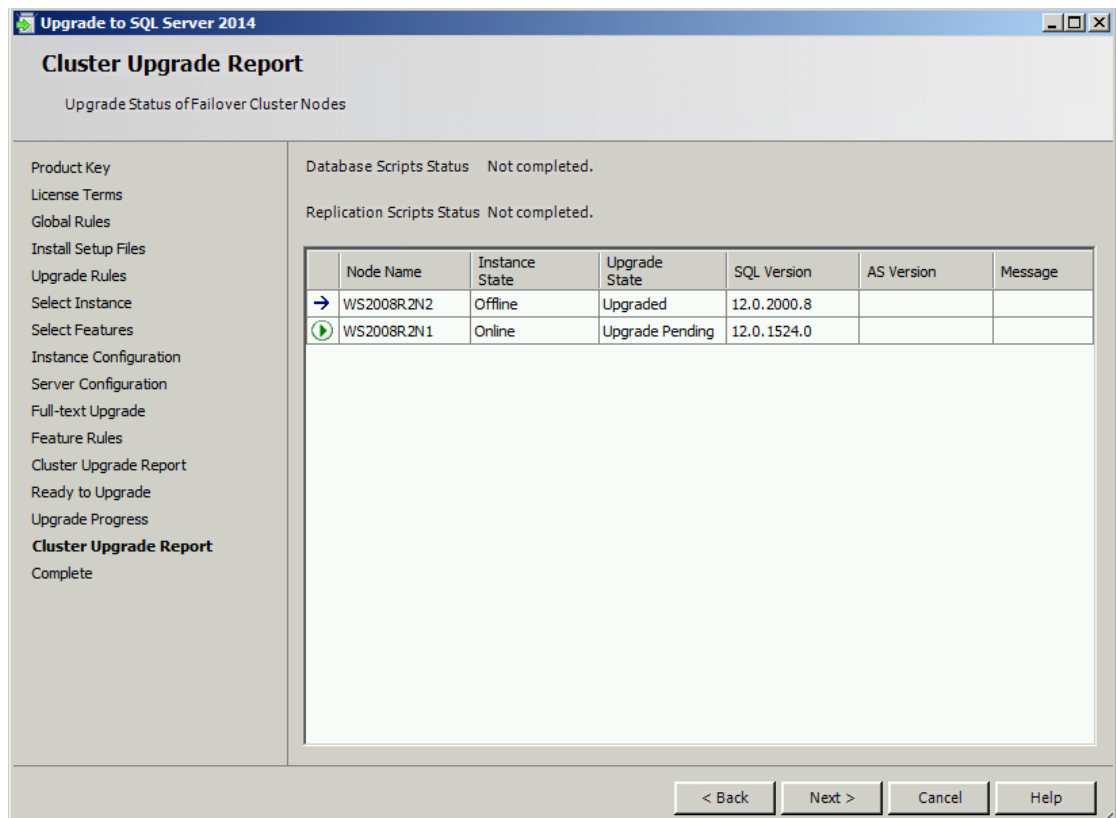 Upgrade to SQL Server 2014
Cluster Upgrade Report
Upgrade Status of Failover Cluster Nodes
Product Key
License Terms
Global Rules
Install Setup Files
Upgrade Rules
Select Instance
Select Features
Instance Configuration
Server Configuration
Full-text Upgrade
Feature Rules
Cluster Upgrade Report
Ready to Upgrade
Upgrade Progress
Cluster Upgrade Report
Complete
Database Scripts Status Not completed.
Replication Scripts Status Not completed.
Node Name Instance State Upgrade State SQL Version AS Version Message
WS2008R2N2 Offline Upgraded 12.0.2000.8
WS2008R2N1 Online Upgrade Pending 12.0.1524.0
< Back Next > Cancel Help